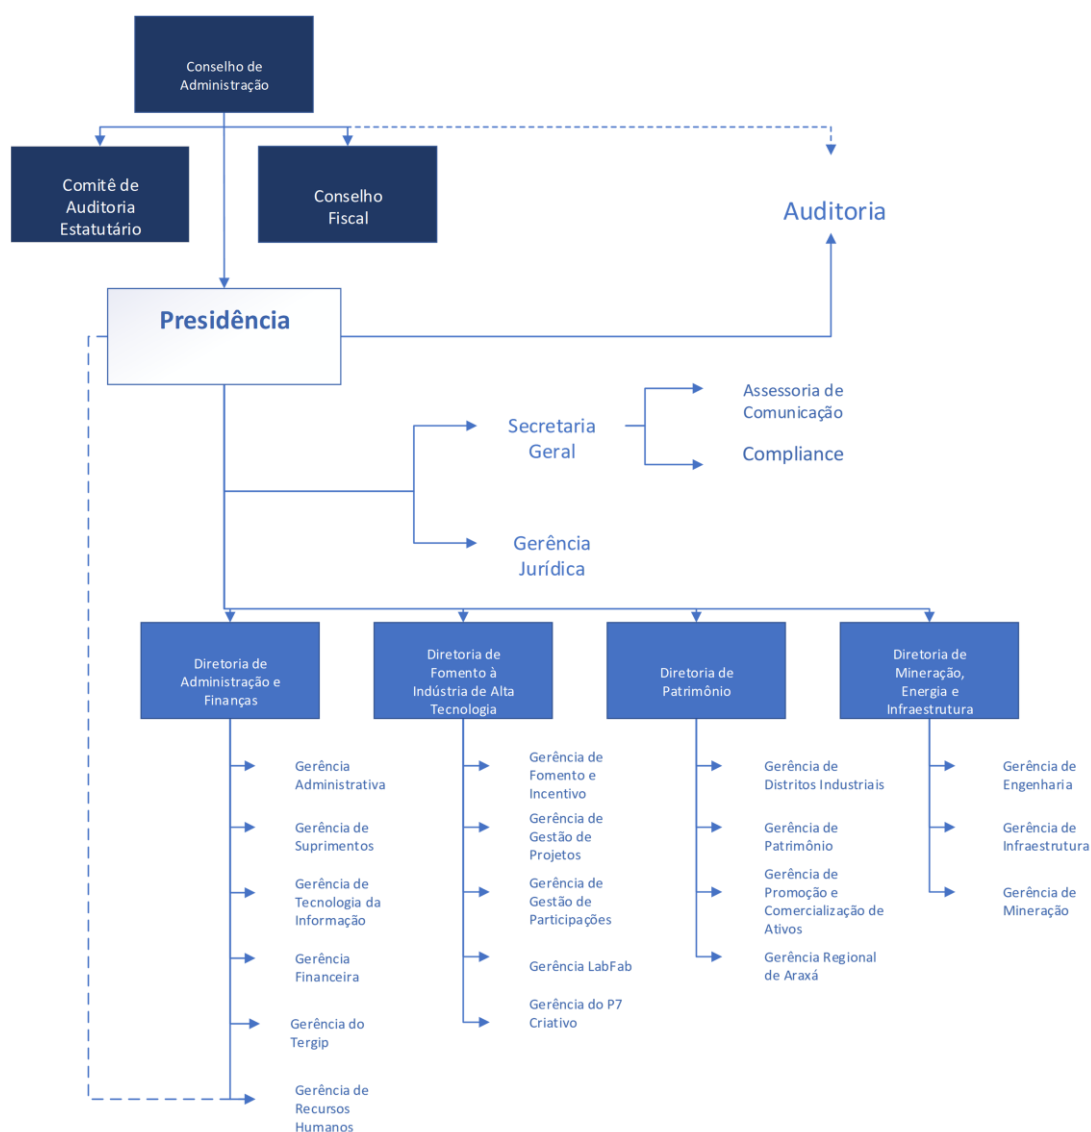 Conselho de
Administração
Comitê de
Auditoria
Estatutário
Conselho
Fiscal
Auditoria
Presidência
Assessoria de
Comunicação
Secretaria
Geral
Compliance
Gerência
Jurídica
Diretoria de
Administração e
Finanças
Diretoria de
Fomento à
Indústria de Alta
Tecnologia
Diretoria de
Patrimônio
Diretoria de
Mineração,
Energia e
Infraestrutura
Gerência
Administrativa
Gerência de
Suprimentos
Gerência de
Tecnologia da
Informação
Gerência
Financeira
Gerência do
Tergip
Gerência de
Recursos
Humanos
Gerência de
Fomento e
Incentivo
Gerência de
Gestão de
Projetos
Gerência de
Gestão de
Participações
Gerência LabFab
Gerência do P7
Criativo
Gerência de
Distritos Industriais
Gerência de
Patrimônio
Gerência de
Promoção e
Comercialização de
Ativos
Gerência Regional
de Araxá
Gerência de
Engenharia
Gerência de
Infraestrutura
Gerência de
Mineração